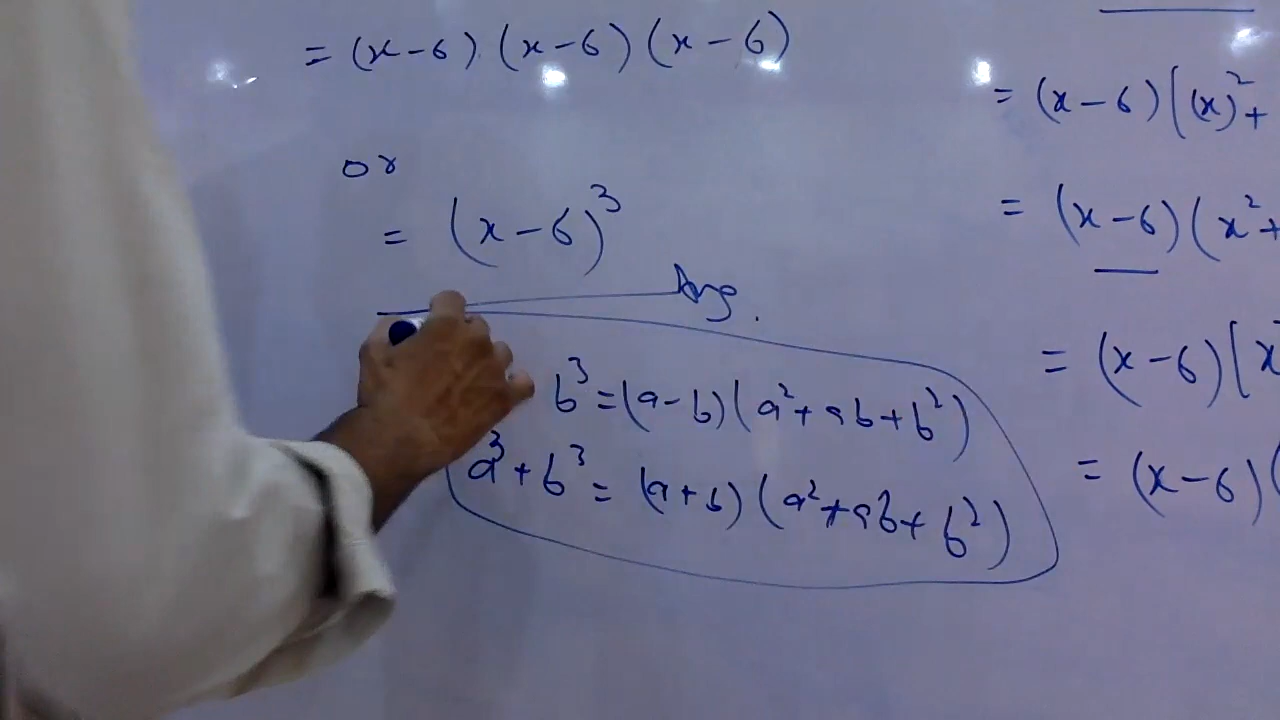 = (x-6) (x-6) (x-6)
or
= (x-6)³
Ans.
b³ = (a-b)(a²+ab+b²)
a³+b³ = (a+b)(a²+ab+b²)
= (x-6)[(x)²+
= (x-6)(x²+
= (x-6)[x
= (x-6)(